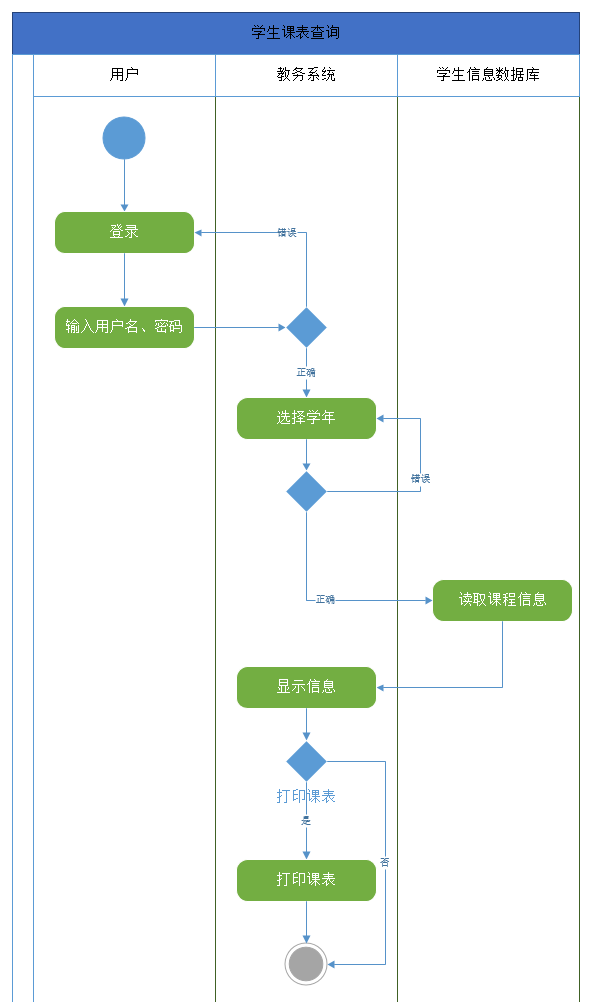 学生课表查询
用户
教务系统
学生信息数据库
登录
错误
输入用户名、密码
正确
选择学年
错误
正确
读取课程信息
显示信息
打印课表
是
否
打印课表